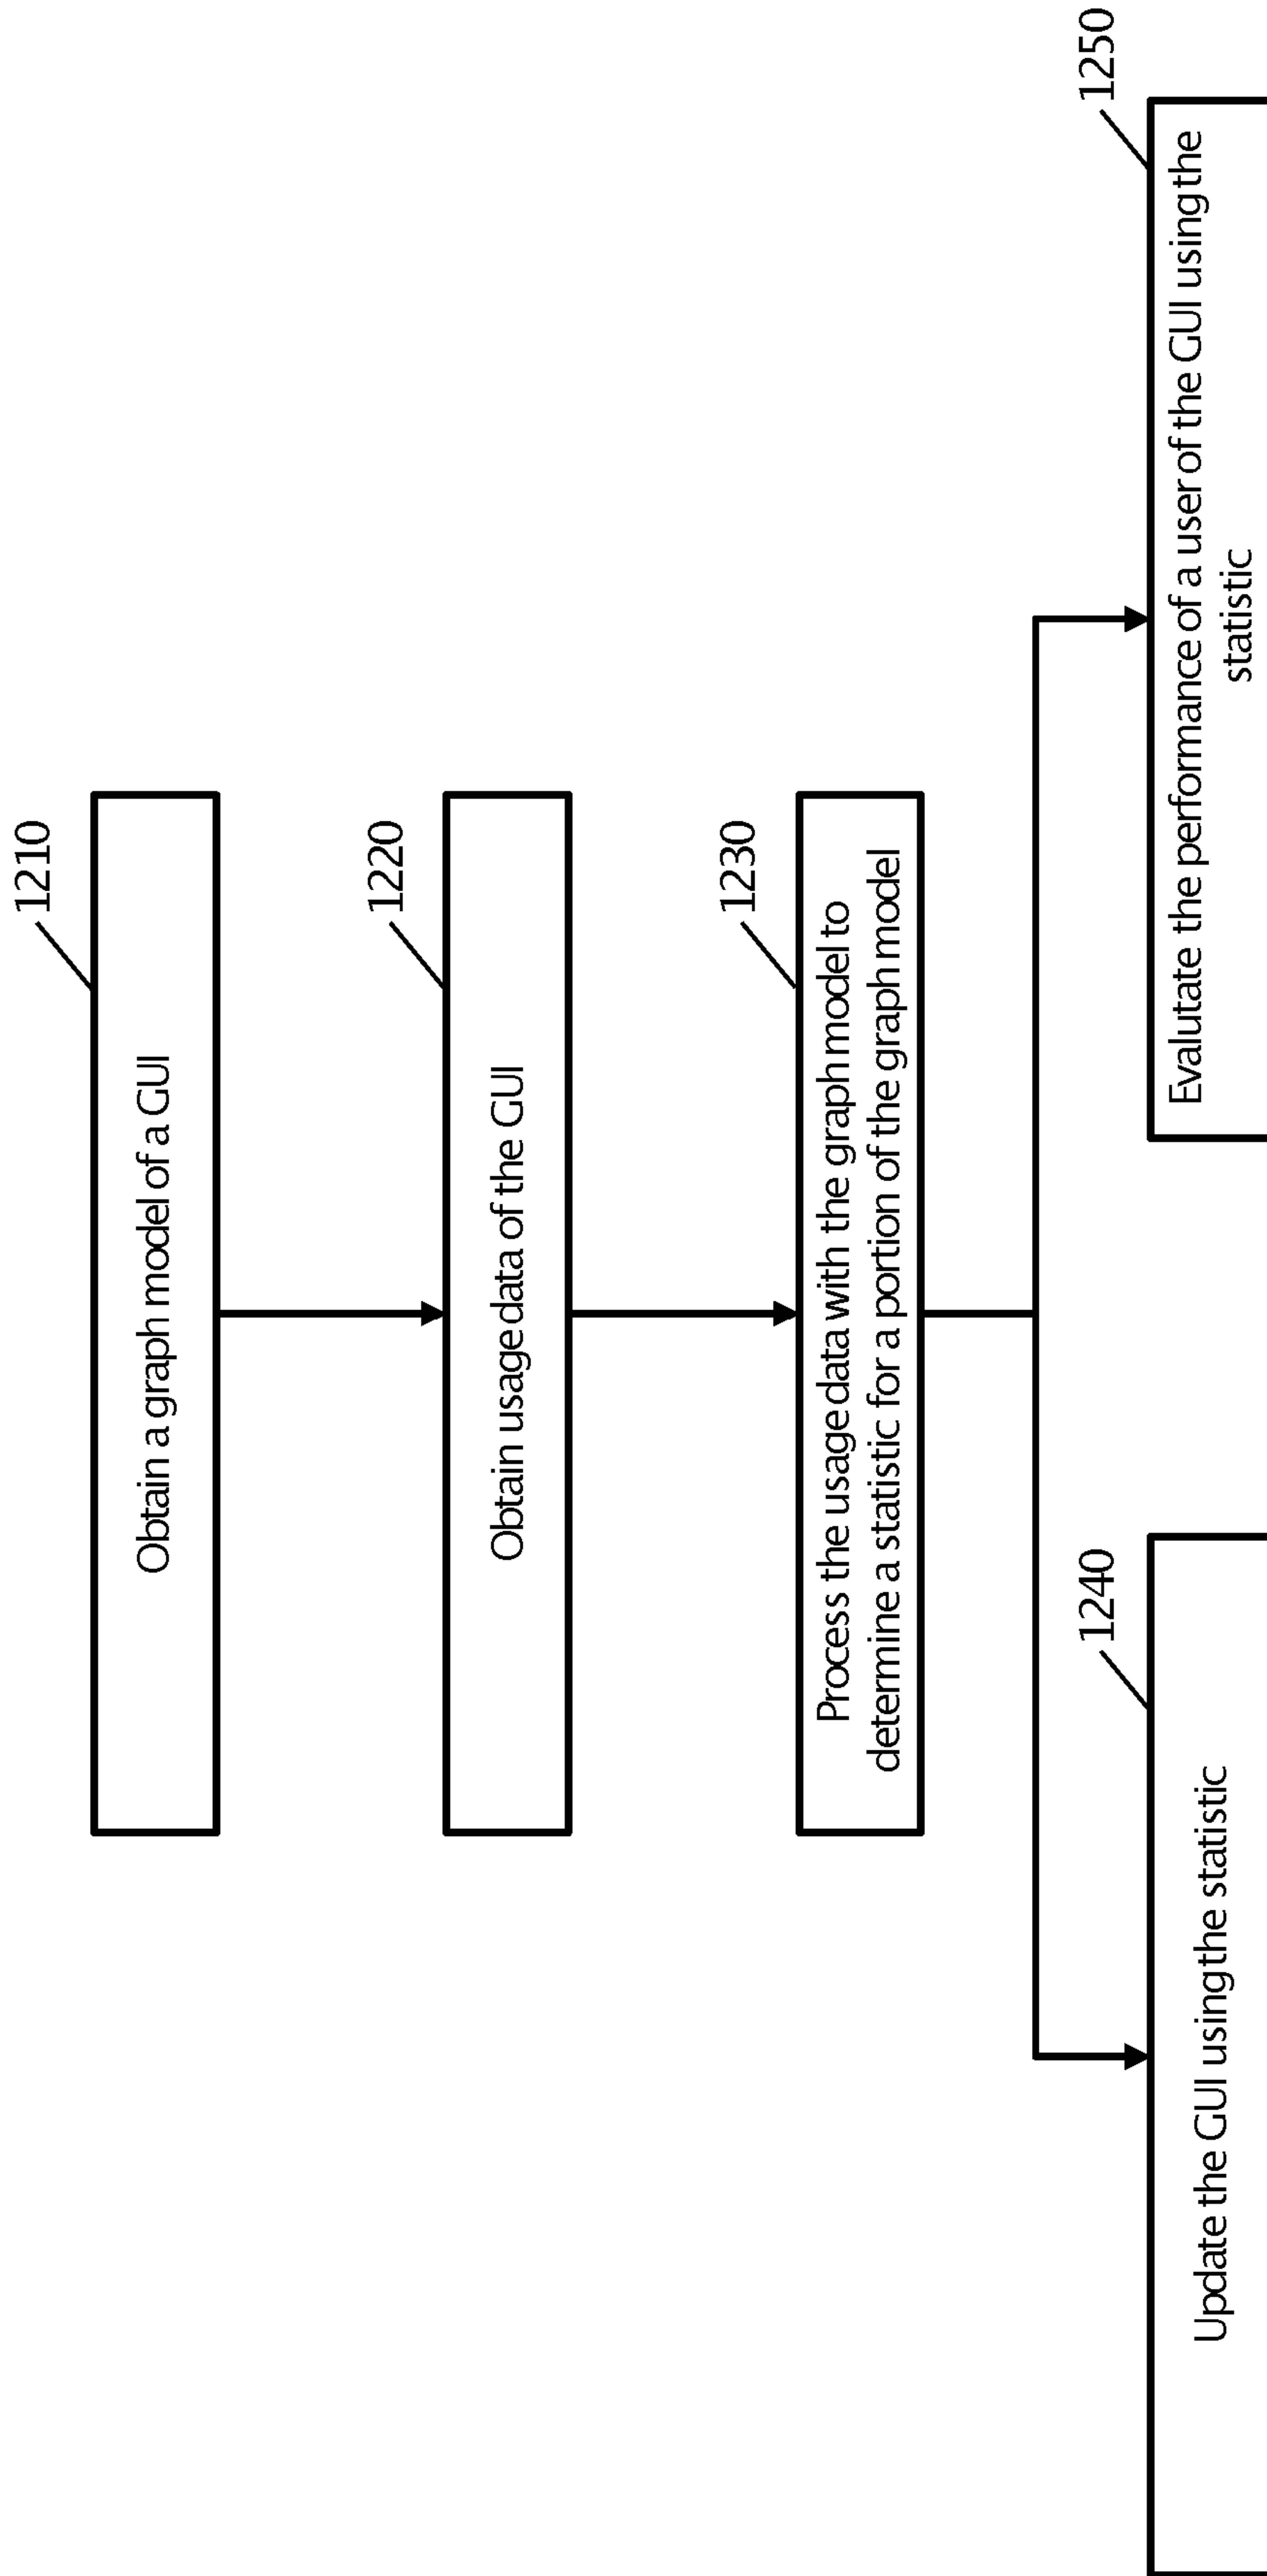 1210
Obtain a graph model of a GUI
1220
Obtain usage data of the GUI
1230
Process the usage data with the graph model to
determine a statistic for a portion of the graph model
1240
Update the GUI using the statistic
1250
Evalutate the performance of a user of the GUI using the
statistic